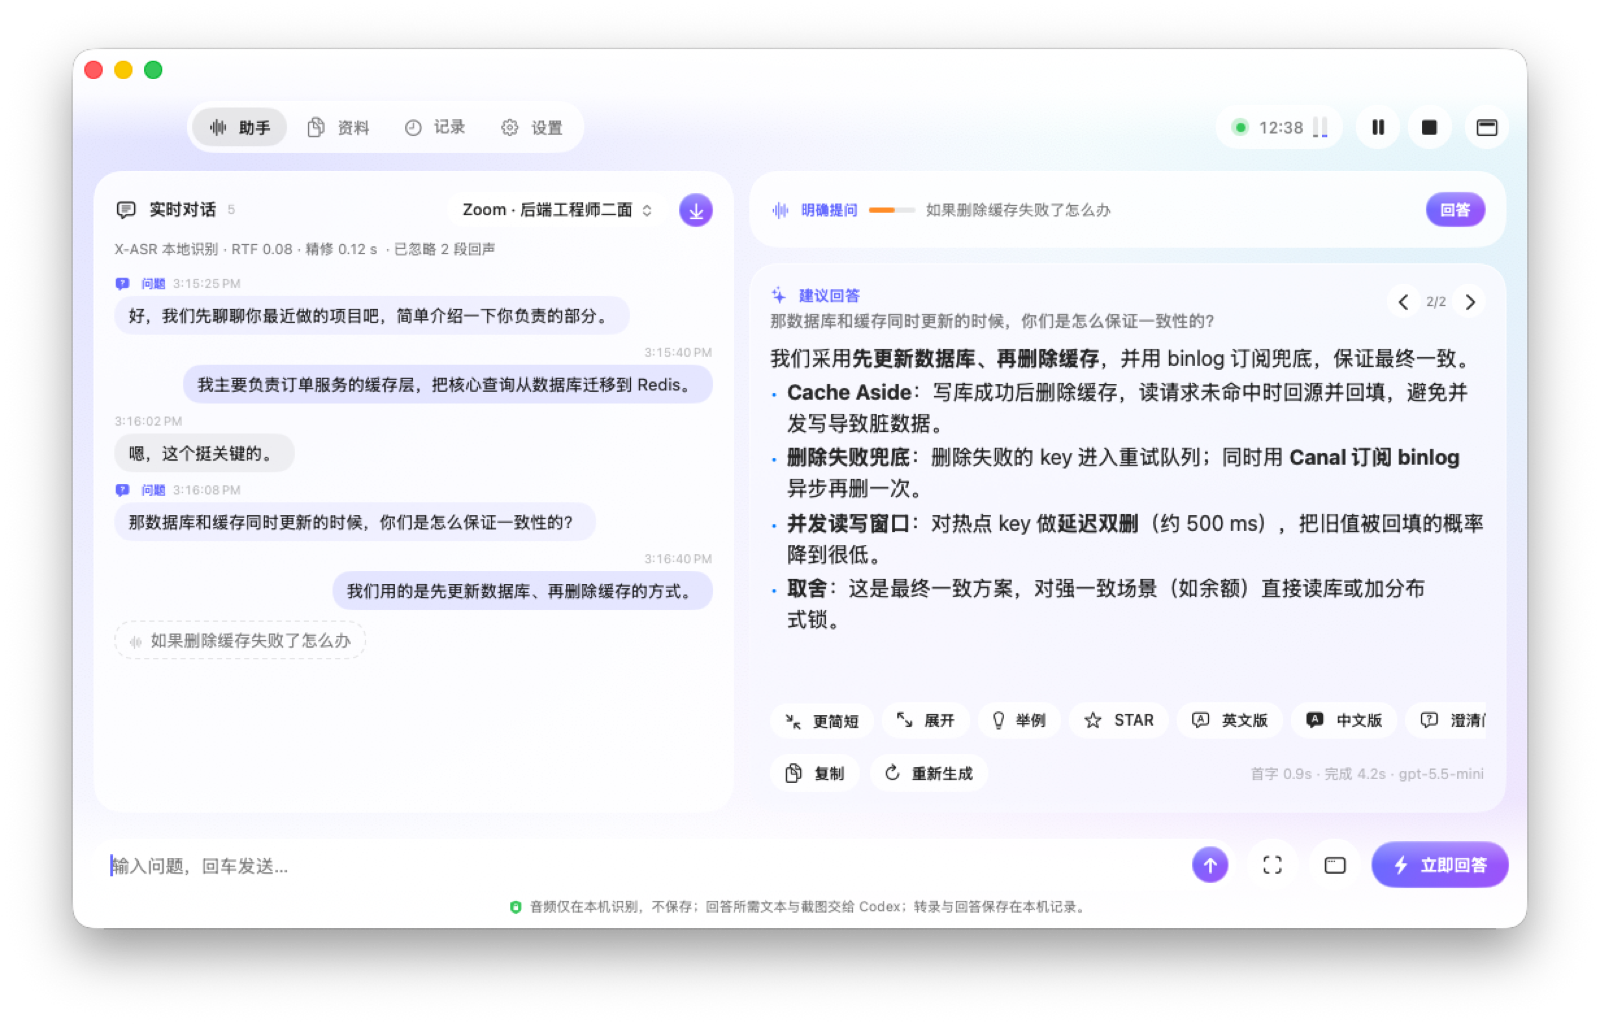 助手
资料
记录
设置
12:38
实时对话 5
Zoom · 后端工程师二面
X-ASR 本地识别 · RTF 0.08 · 精修 0.12 s · 已忽略 2 段回声
问题 3:15:25 PM
好，我们先聊聊你最近做的项目吧，简单介绍一下你负责的部分。
3:15:40 PM
我主要负责订单服务的缓存层，把核心查询从数据库迁移到 Redis。
3:16:02 PM
嗯，这个挺关键的。
问题 3:16:08 PM
那数据库和缓存同时更新的时候，你们是怎么保证一致性的？
3:16:40 PM
我们用的是先更新数据库、再删除缓存的方式。
如果删除缓存失败了怎么办
明确提问 如果删除缓存失败了怎么办
回答
建议回答
2/2
那数据库和缓存同时更新的时候，你们是怎么保证一致性的？
我们采用先更新数据库、再删除缓存，并用 binlog 订阅兜底，保证最终一致。
· Cache Aside：写库成功后删除缓存，读请求未命中时回源并回填，避免并
发写导致脏数据。
· 删除失败兜底：删除失败的 key 进入重试队列；同时用 Canal 订阅 binlog
异步再删一次。
· 并发读写窗口：对热点 key 做延迟双删（约 500 ms），把旧值被回填的概率
降到很低。
· 取舍：这是最终一致方案，对强一致场景（如余额）直接读库或加分布
式锁。
更简短
展开
举例
STAR
英文版
中文版
澄清
复制
重新生成
首字 0.9s · 完成 4.2s · gpt-5.5-mini
输入问题，回车发送...
立即回答
音频仅在本机识别，不保存；回答所需文本与截图交给 Codex；转录与回答保存在本机记录。